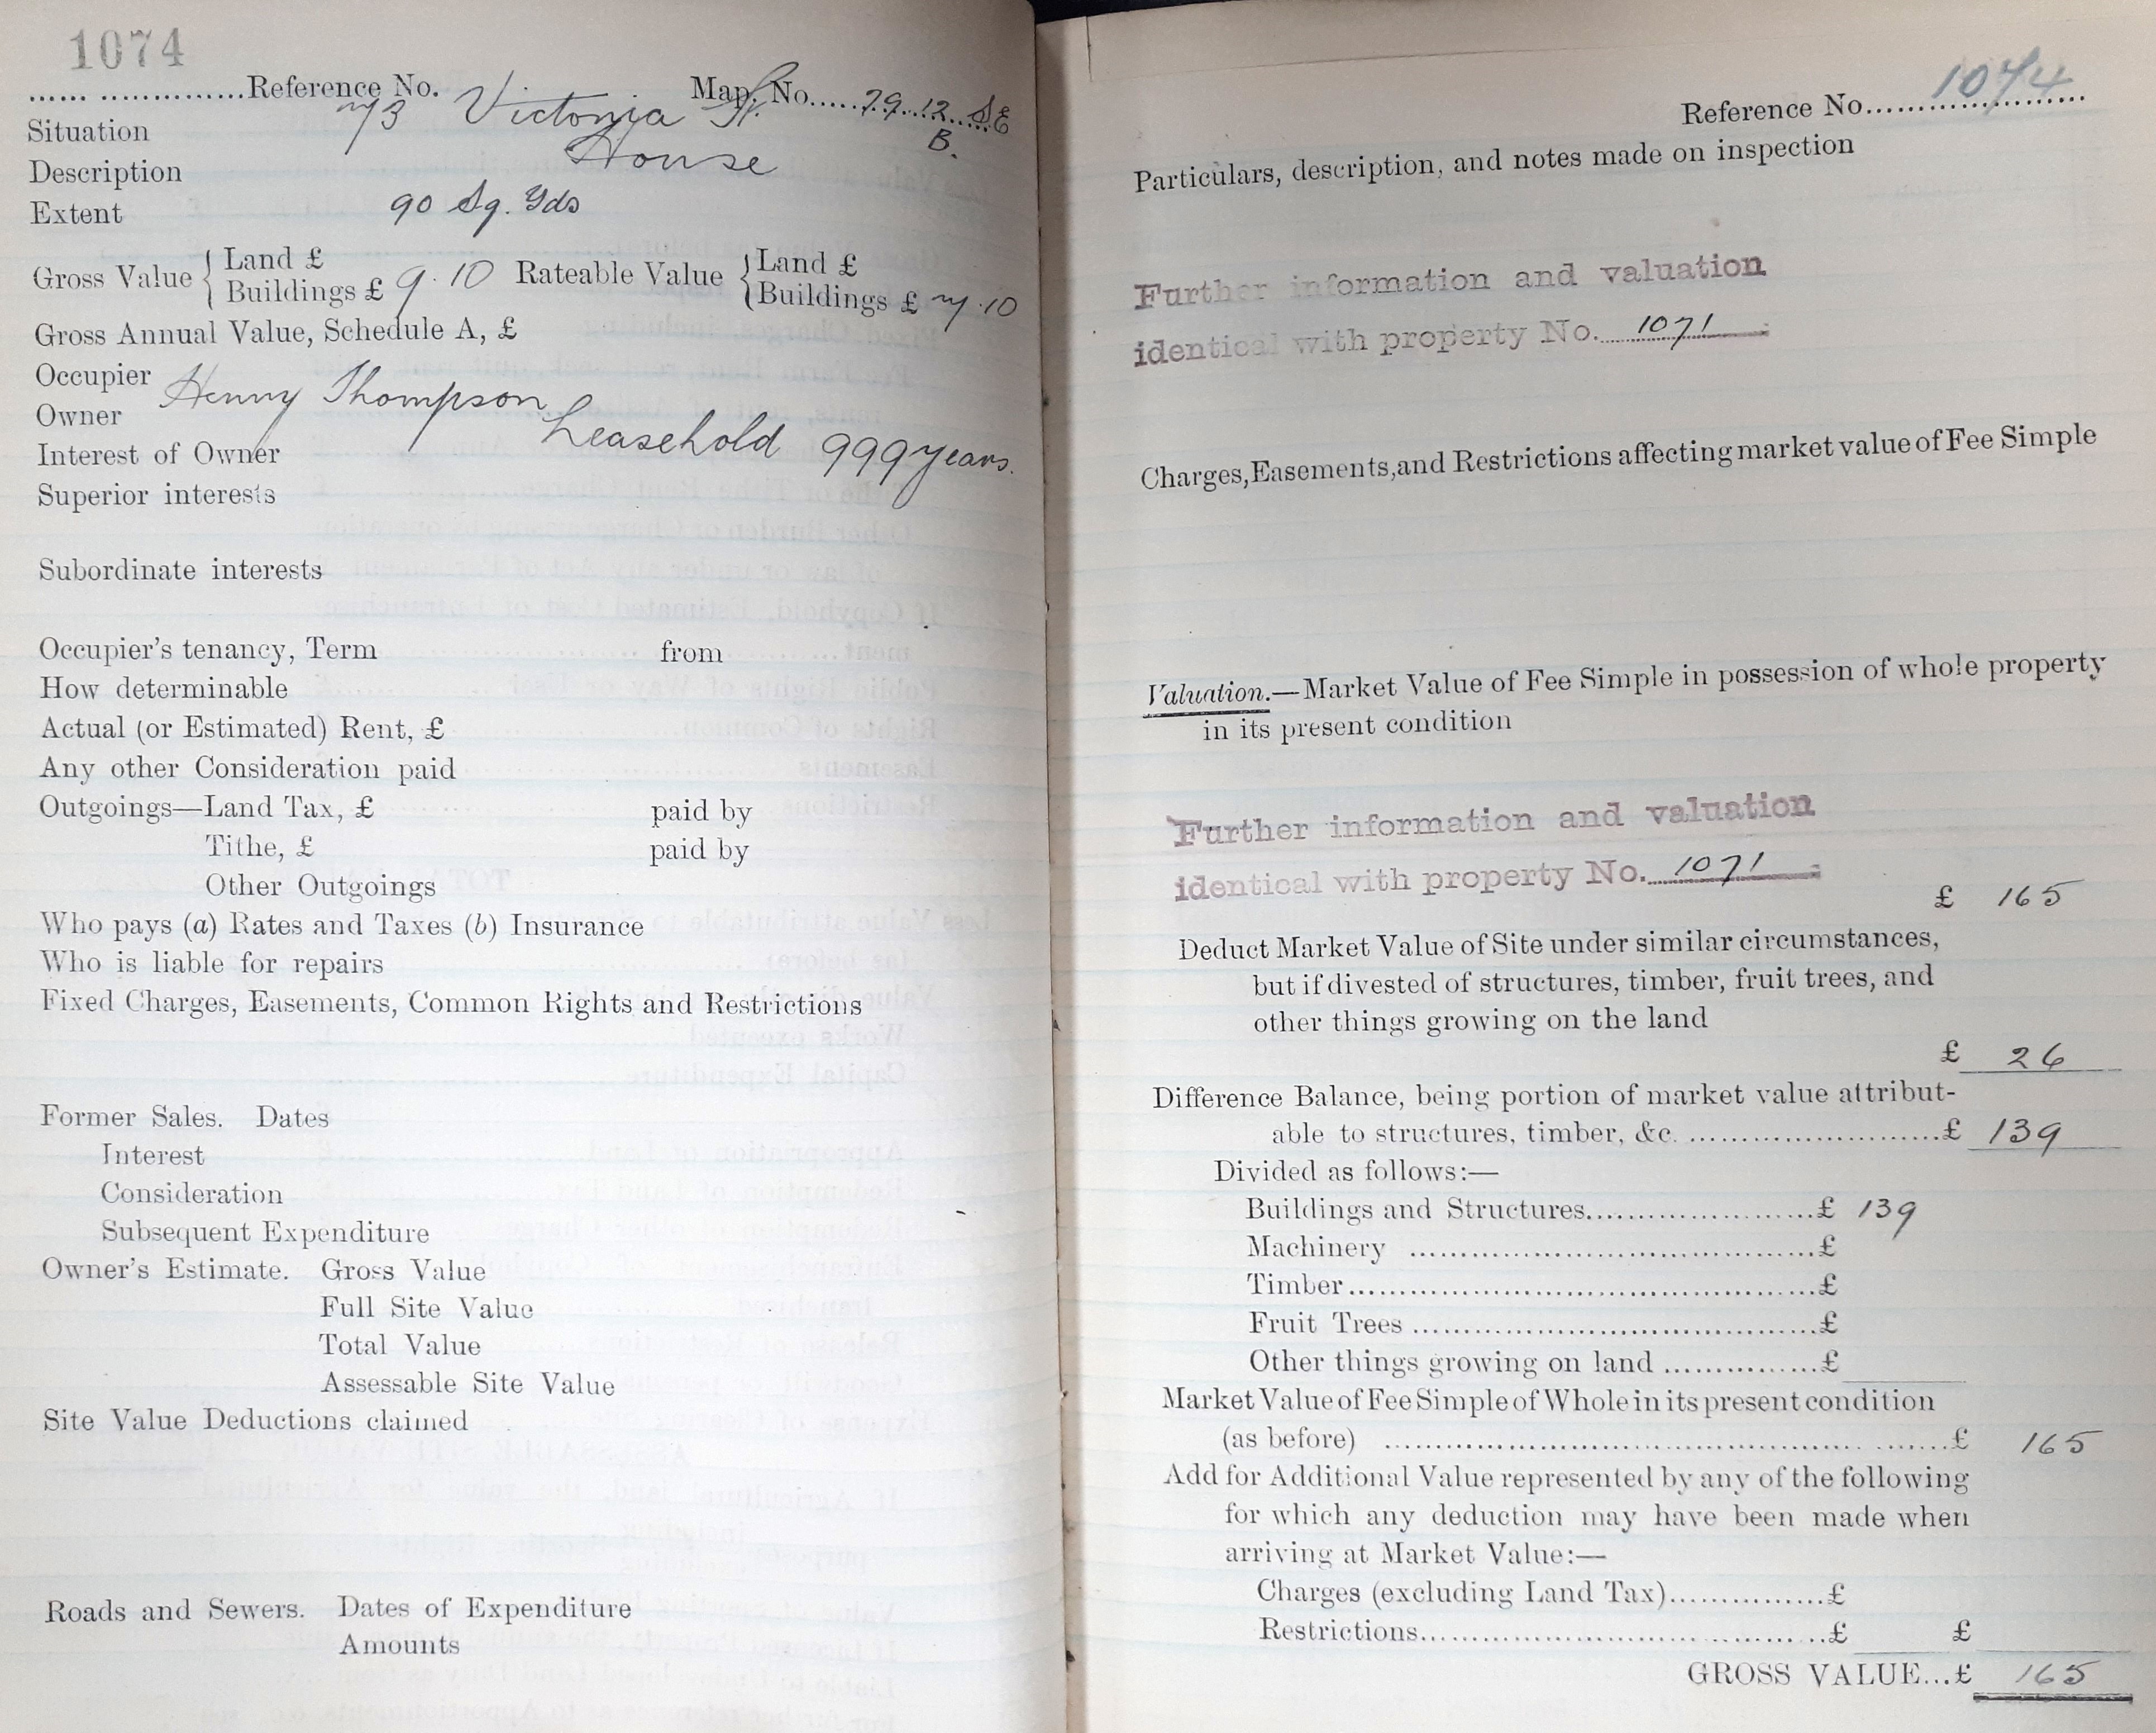 1074
...... ...............Reference No. Map. No..... 79.12. SE
B.
Situation 73 Victoria St.
Description House
Extent 90 Sq. Yds
Gross Value { Land £
Buildings £ 9.10 Rateable Value { Land £
Buildings £ 7.10
Gross Annual Value, Schedule A, £
Occupier
Owner Henry Thompson
Interest of Owner Leasehold 999 years.
Superior interests
Subordinate interests
Occupier's tenancy, Term from
How determinable
Actual (or Estimated) Rent, £
Any other Consideration paid
Outgoings—Land Tax, £ paid by
Tithe, £ paid by
Other Outgoings
Who pays (a) Rates and Taxes (b) Insurance
Who is liable for repairs
Fixed Charges, Easements, Common Rights and Restrictions
Former Sales. Dates
Interest
Consideration
Subsequent Expenditure
Owner's Estimate. Gross Value
Full Site Value
Total Value
Assessable Site Value
Site Value Deductions claimed
Roads and Sewers. Dates of Expenditure
Amounts
Reference No. 1074
Particulars, description, and notes made on inspection
Further information and valuation
identical with property No. 1071
Charges, Easements, and Restrictions affecting market value of Fee Simple
Valuation.—Market Value of Fee Simple in possession of whole property
in its present condition
Further information and valuation
identical with property No. 1071
£ 165
Deduct Market Value of Site under similar circumstances,
but if divested of structures, timber, fruit trees, and
other things growing on the land
£ 26
Difference Balance, being portion of market value attribut-
able to structures, timber, &c. ...........................£ 139
Divided as follows:—
Buildings and Structures.........................£ 139
Machinery .............................................£
Timber....................................................£
Fruit Trees .............................................£
Other things growing on land .................£
Market Value of Fee Simple of Whole in its present condition
(as before) ...............................................................£ 165
Add for Additional Value represented by any of the following
for which any deduction may have been made when
arriving at Market Value:—
Charges (excluding Land Tax).................£
Restrictions.............................................£ £
GROSS VALUE...£ 165